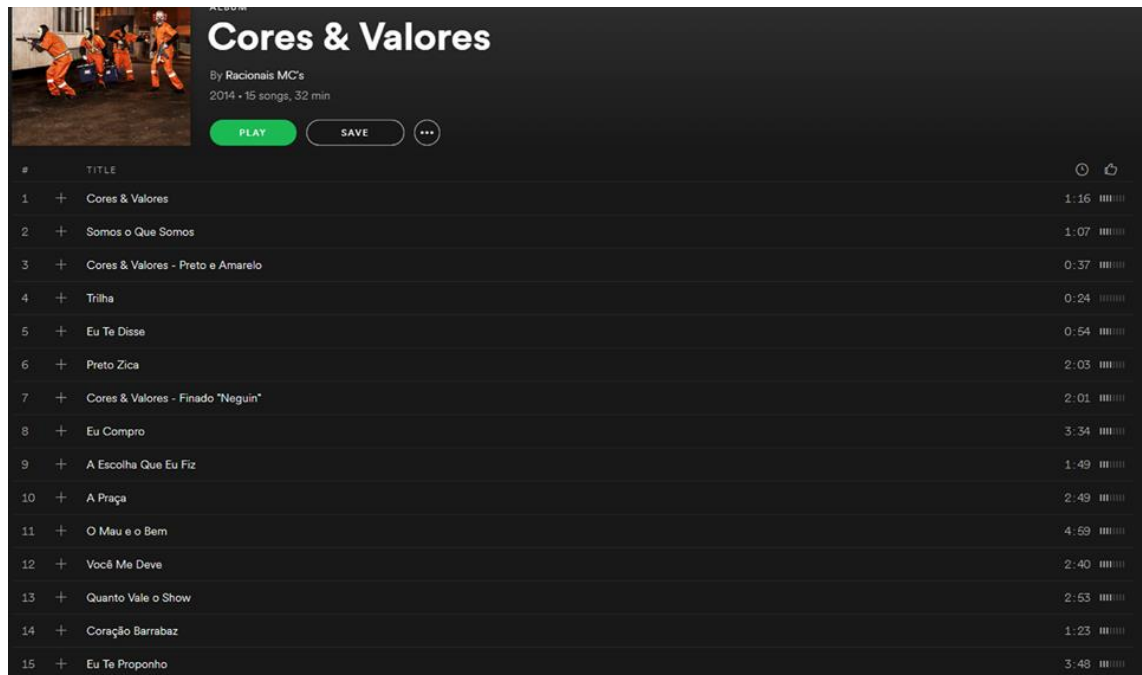 ALBUM
Cores & Valores
By Racionais MC's
2014 • 15 songs, 32 min
PLAY SAVE
# TITLE
1 + Cores & Valores 1:16
2 + Somos o Que Somos 1:07
3 + Cores & Valores - Preto e Amarelo 0:37
4 + Trilha 0:24
5 + Eu Te Disse 0:54
6 + Preto Zica 2:03
7 + Cores & Valores - Finado "Neguin" 2:01
8 + Eu Compro 3:34
9 + A Escolha Que Eu Fiz 1:49
10 + A Praça 2:49
11 + O Mau e o Bem 4:59
12 + Você Me Deve 2:40
13 + Quanto Vale o Show 2:53
14 + Coração Barrabaz 1:23
15 + Eu Te Proponho 3:48